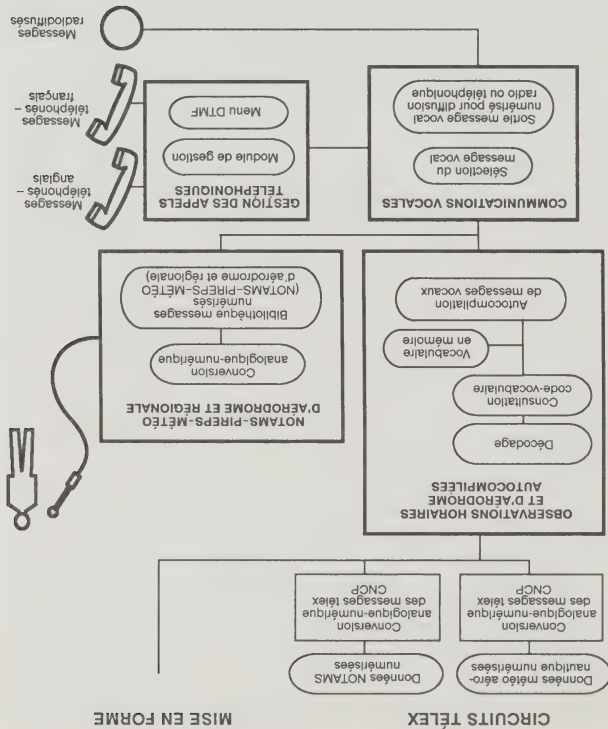 CIRCUITS TÉLEX
MISE EN FORME
Données météo aéro-
nautique numérisées
Données NOTAMS
numérisées
Conversion
analogique-numérique
des messages télex
CNCP
Conversion
analogique-numérique
des messages télex
CNCP
OBSERVATIONS HORAIRES
ET D'AÉRODROME
AUTOCOMPILÉES
Décodage
Consultation
code-vocabulaire
Vocabulaire
en mémoire
Autocompilation
de messages vocaux
NOTAMS-PIREPS-MÉTÉO
D'AÉRODROME ET RÉGIONALE
Conversion
analogique-numérique
Bibliothèque messages
numérisés
(NOTAMS-PIREPS-MÉTÉO
d'aérodrome et régionale)
COMMUNICATIONS VOCALES
Sélection du
message vocal
Sortie message vocal
numérisé pour diffusion
radio ou téléphonique
GESTION DES APPELS
TÉLÉPHONIQUES
Module de gestion
Menu DTMF
Messages
téléphonés –
anglais
Messages
téléphonés –
français
Messages
radiodiffusés